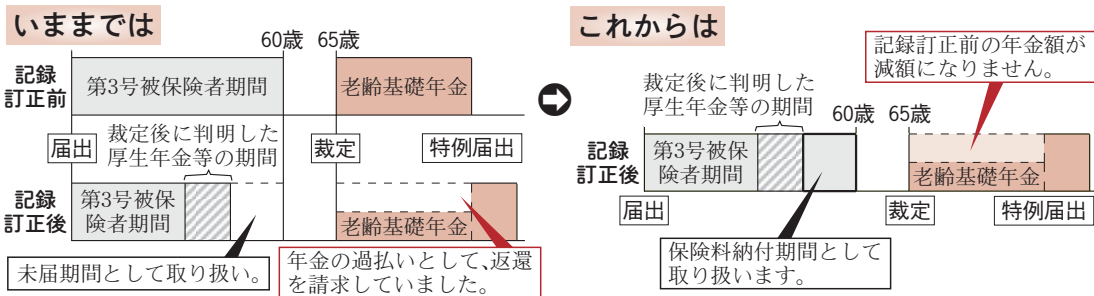 いままでは
60歳
65歳
記録
訂正前
第3号被保険者期間
老齢基礎年金
届出
裁定後に判明した
厚生年金等の期間
裁定
特例届出
記録
訂正後
第3号被保
険者期間
老齢基礎年金
未届期間として取り扱い。
年金の過払いとして、返還
を請求していました。
これからは
記録訂正前の年金額が
減額になりません。
裁定後に判明した
厚生年金等の期間
60歳
65歳
記録
訂正後
第3号被保
険者期間
老齢基礎年金
届出
裁定
特例届出
保険料納付期間として
取り扱います。